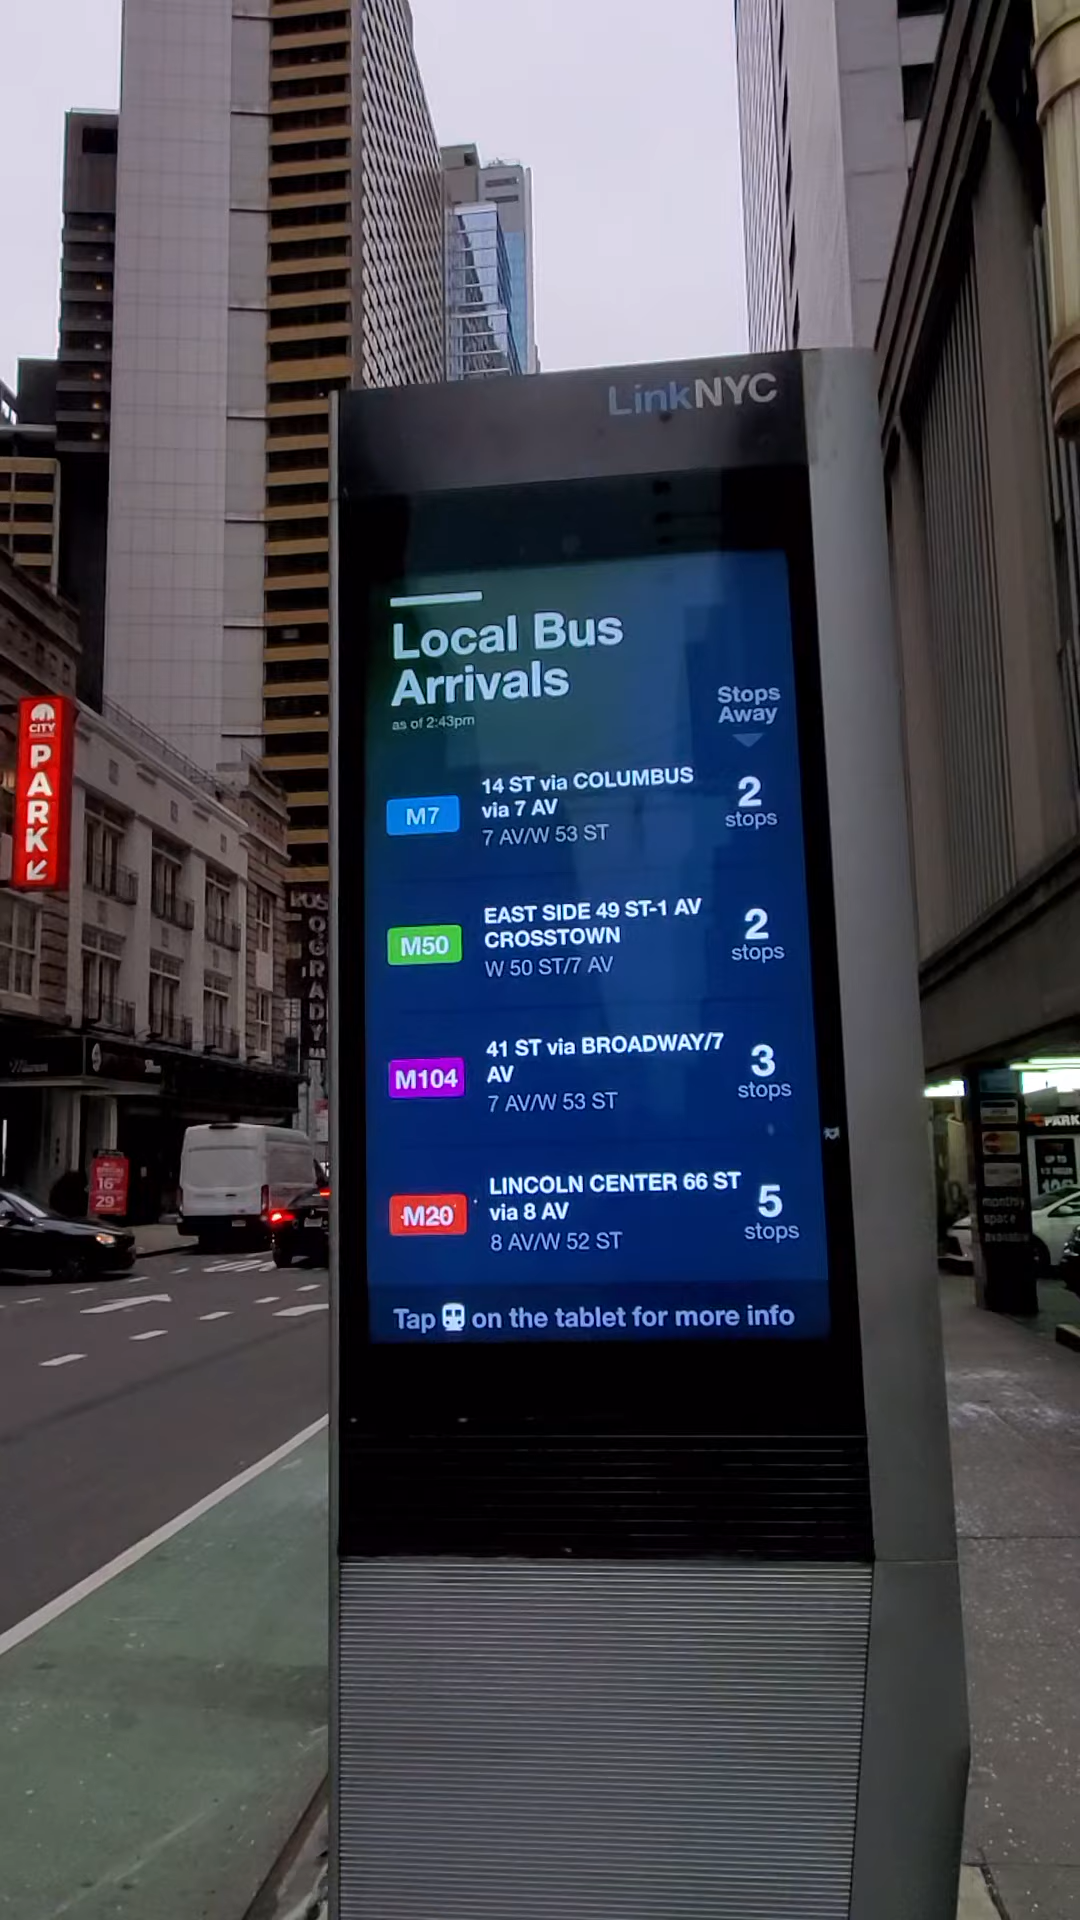 LinkNYC
Local Bus
Arrivals
as of 2:43pm
Stops
Away
M7
14 ST via COLUMBUS
via 7 AV
7 AV/W 53 ST
2
stops
M50
EAST SIDE 49 ST-1 AV
CROSSTOWN
W 50 ST/7 AV
2
stops
M104
41 ST via BROADWAY/7
AV
7 AV/W 53 ST
3
stops
M20
LINCOLN CENTER 66 ST
via 8 AV
8 AV/W 52 ST
5
stops
Tap on the tablet for more info
CITY
PARK
PARK
monthly
space
available